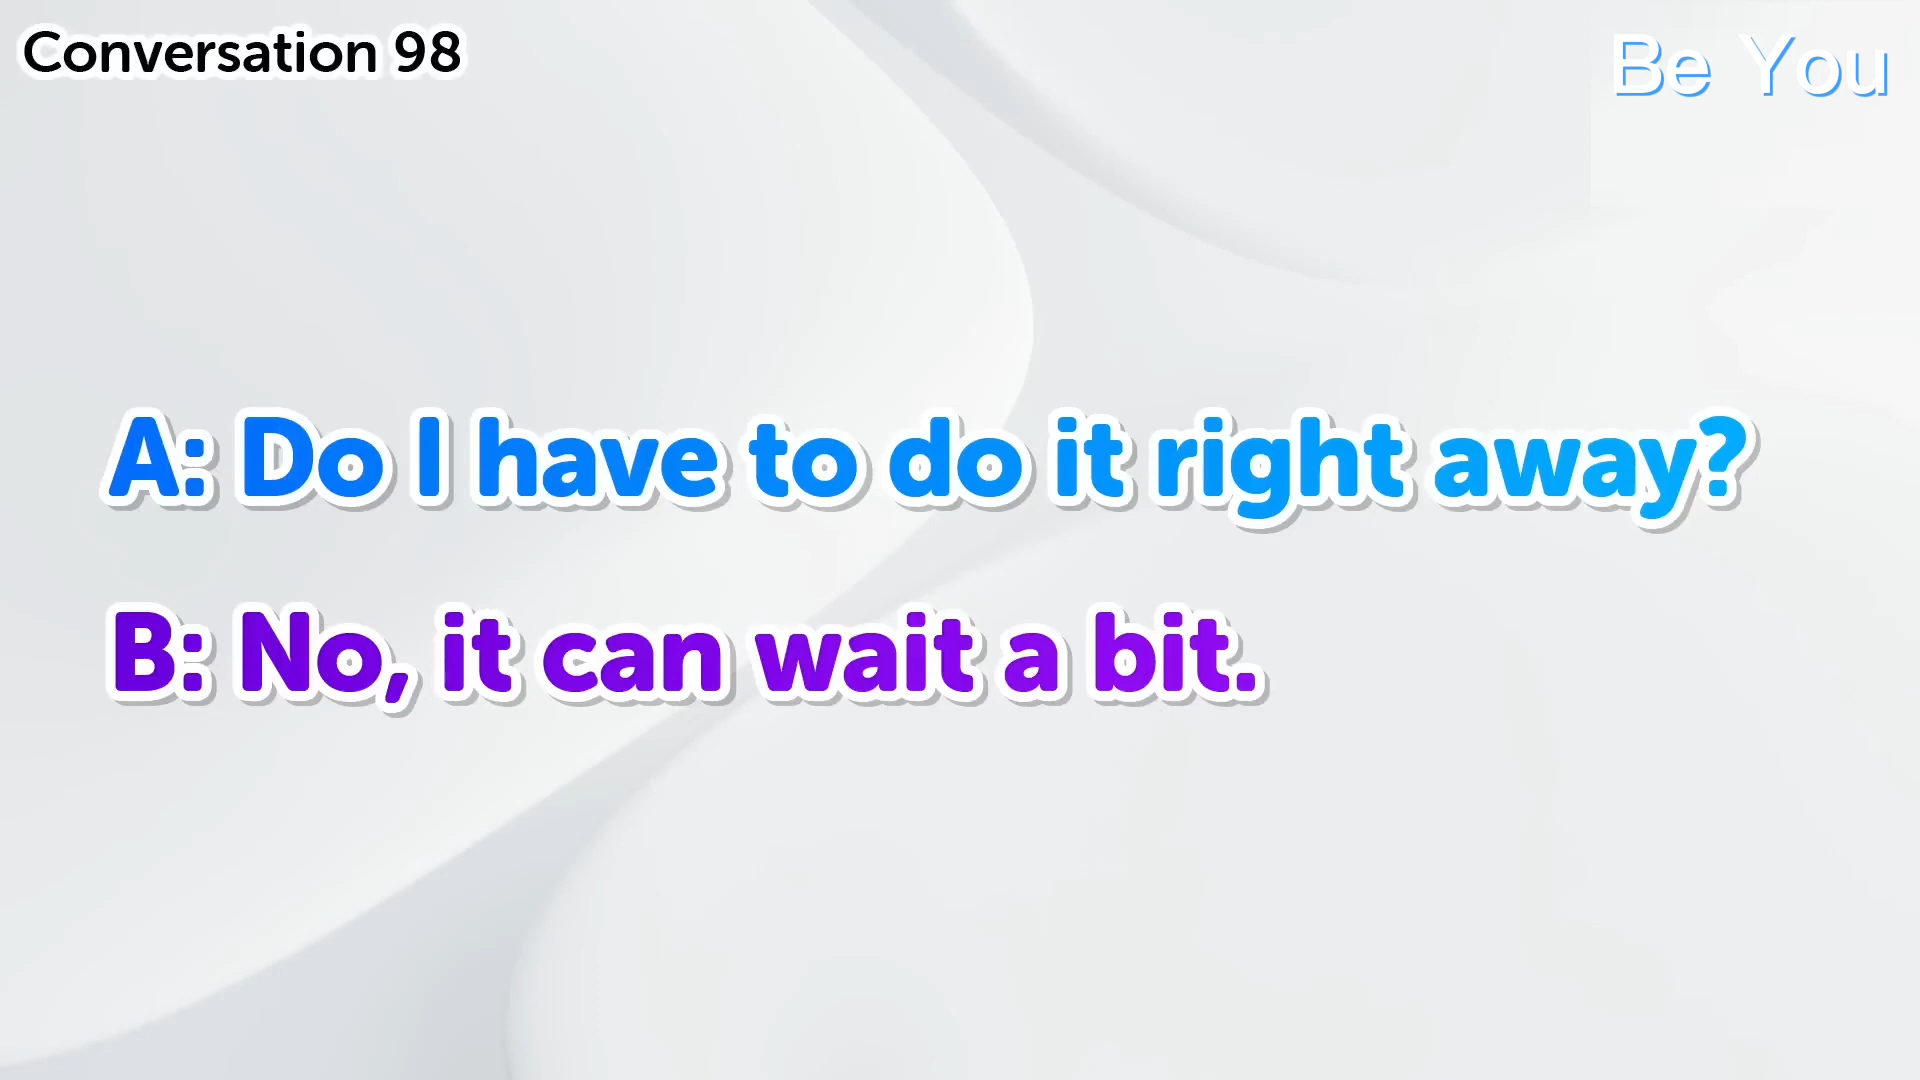 Conversation 98
Be You
A: Do I have to do it right away?
B: No, it can wait a bit.